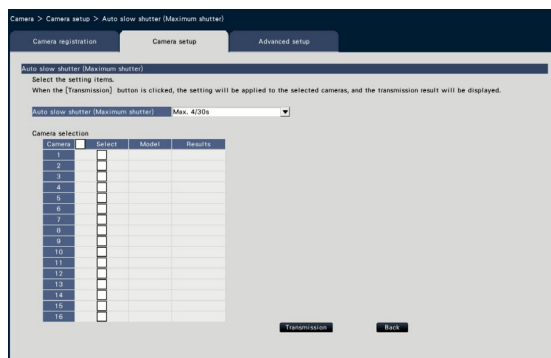 Camera > Camera setup > Auto slow shutter (Maximum shutter)
Camera registration Camera setup Advanced setup
Auto slow shutter (Maximum shutter)
Select the setting items.
When the [Transmission] button is clicked, the setting will be applied to the selected cameras, and the transmission result will be displayed.
Auto slow shutter (Maximum shutter) Max. 4/30s
Camera selection
Camera Select Model Results
1
2
3
4
5
6
7
8
9
10
11
12
13
14
15
16
Transmission Back